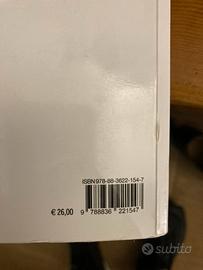 ISBN 978-88-3622-154-7
€ 26,00
9 788836 221547
subito